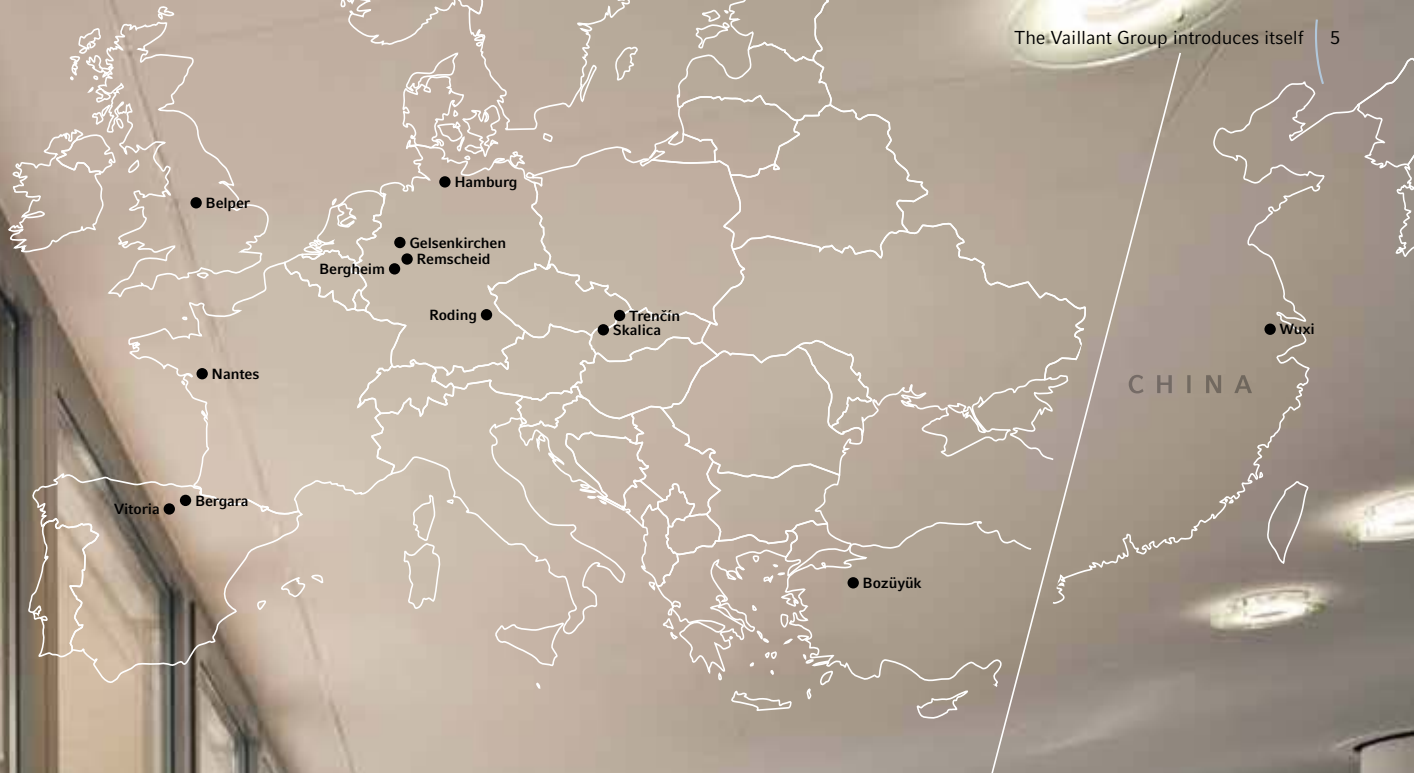 The Vaillant Group introduces itself 5
Hamburg
Belper
Gelsenkirchen
Remscheid
Bergheim
Roding
Trenčín
Skalica
Wuxi
Nantes
CHINA
Bergara
Vitoria
Bozüyük